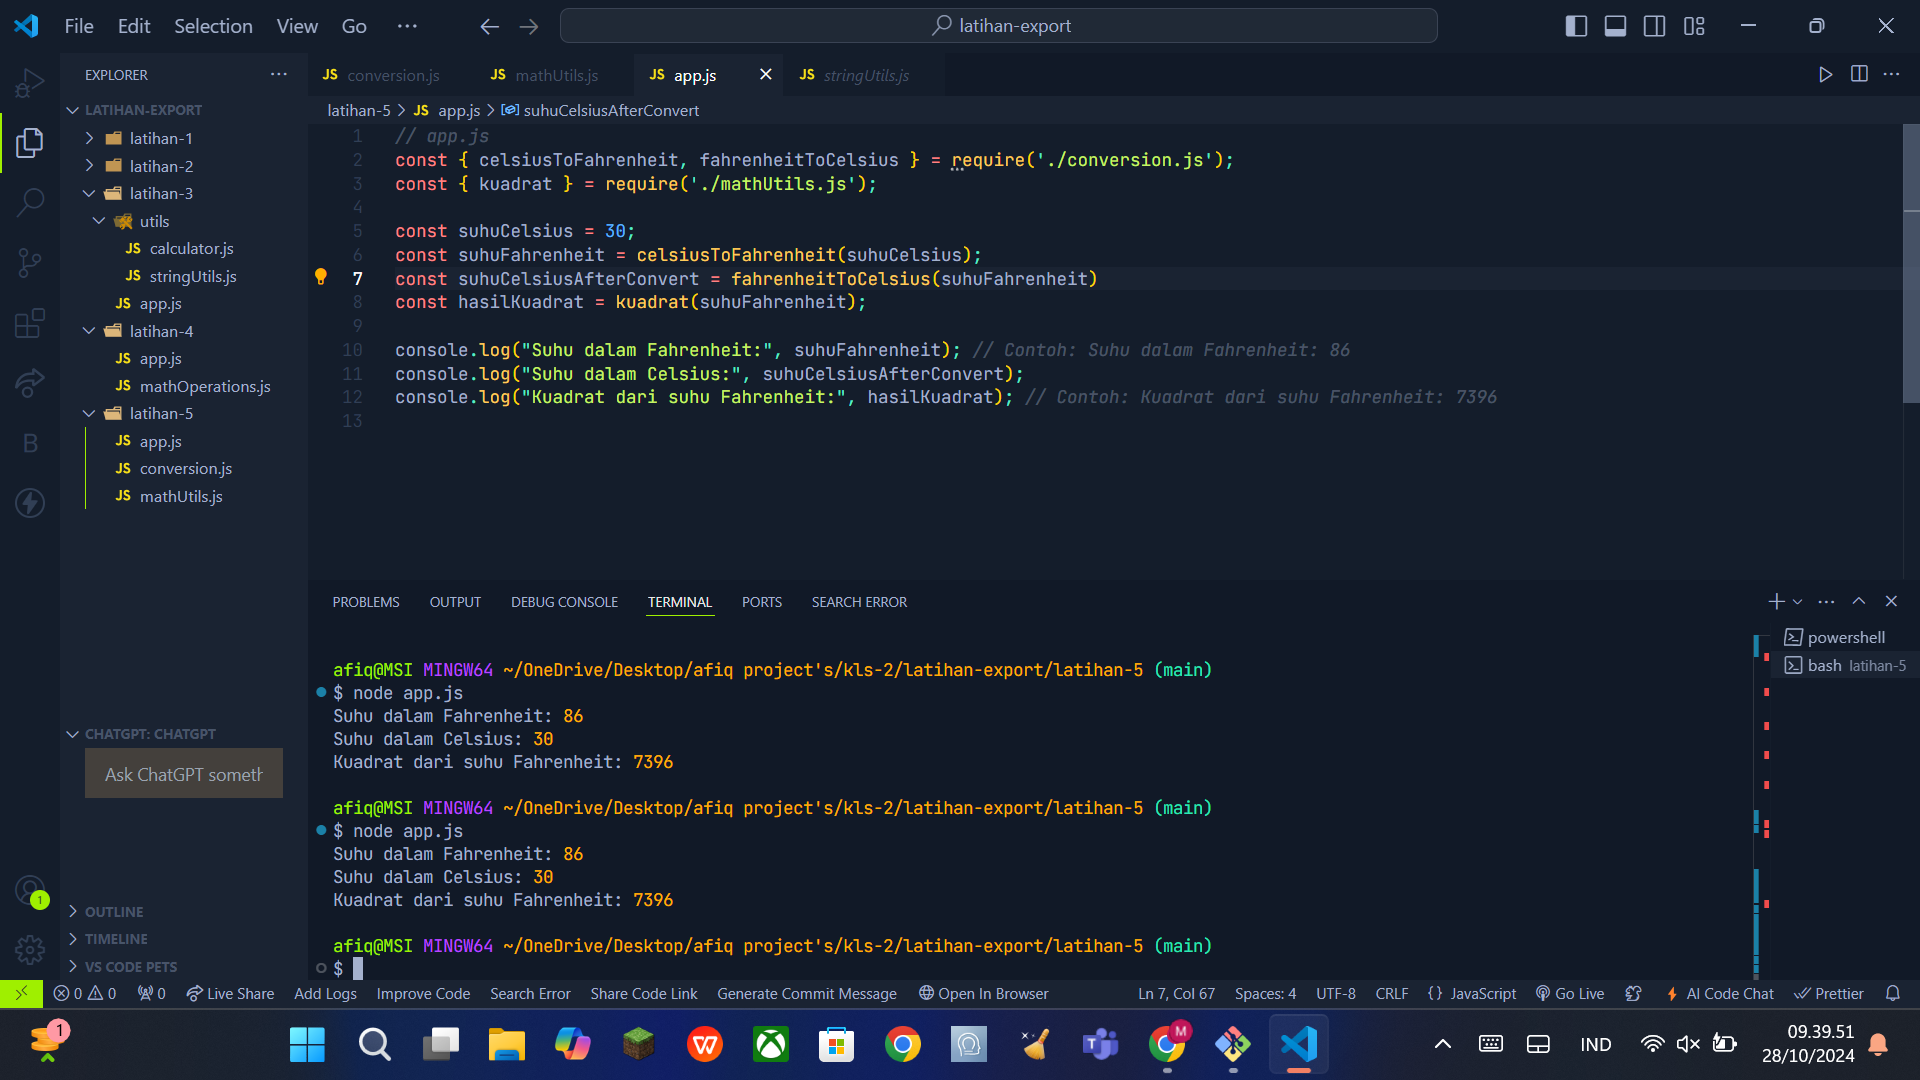 File Edit Selection View Go ···
latihan-export
EXPLORER ···
LATIHAN-EXPORT
latihan-1
latihan-2
latihan-3
utils
JS calculator.js
JS stringUtils.js
JS app.js
latihan-4
JS app.js
JS mathOperations.js
latihan-5
JS app.js
JS conversion.js
JS mathUtils.js
CHATGPT: CHATGPT
Ask ChatGPT someth
OUTLINE
TIMELINE
VS CODE PETS
B
1
JS conversion.js JS mathUtils.js JS app.js JS stringUtils.js
latihan-5 > JS app.js > suhuCelsiusAfterConvert
1 // app.js
2 const { celsiusToFahrenheit, fahrenheitToCelsius } = require('./conversion.js');
3 const { kuadrat } = require('./mathUtils.js');
4
5 const suhuCelsius = 30;
6 const suhuFahrenheit = celsiusToFahrenheit(suhuCelsius);
7 const suhuCelsiusAfterConvert = fahrenheitToCelsius(suhuFahrenheit)
8 const hasilKuadrat = kuadrat(suhuFahrenheit);
9
10 console.log("Suhu dalam Fahrenheit:", suhuFahrenheit); // Contoh: Suhu dalam Fahrenheit: 86
11 console.log("Suhu dalam Celsius:", suhuCelsiusAfterConvert);
12 console.log("Kuadrat dari suhu Fahrenheit:", hasilKuadrat); // Contoh: Kuadrat dari suhu Fahrenheit: 7396
13
PROBLEMS OUTPUT DEBUG CONSOLE TERMINAL PORTS SEARCH ERROR
powershell
bash latihan-5
afiq@MSI MINGW64 ~/OneDrive/Desktop/afiq project's/kls-2/latihan-export/latihan-5 (main)
$ node app.js
Suhu dalam Fahrenheit: 86
Suhu dalam Celsius: 30
Kuadrat dari suhu Fahrenheit: 7396
afiq@MSI MINGW64 ~/OneDrive/Desktop/afiq project's/kls-2/latihan-export/latihan-5 (main)
$ node app.js
Suhu dalam Fahrenheit: 86
Suhu dalam Celsius: 30
Kuadrat dari suhu Fahrenheit: 7396
afiq@MSI MINGW64 ~/OneDrive/Desktop/afiq project's/kls-2/latihan-export/latihan-5 (main)
$
0 0 0 Live Share Add Logs Improve Code Search Error Share Code Link Generate Commit Message Open In Browser Ln 7, Col 67 Spaces: 4 UTF-8 CRLF {} JavaScript Go Live AI Code Chat Prettier
1
M
IND
09.39.51
28/10/2024